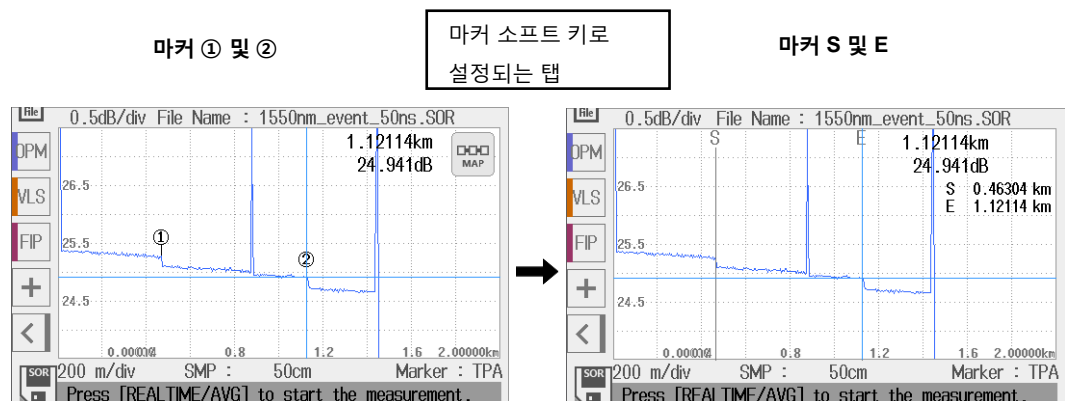 마커 ① 및 ②
마커 소프트 키로
설정되는 탭
마커 S 및 E
File
0.5dB/div File Name : 1550nm_event_50ns.SOR
OPM
VLS
FIP
+
<
1.12114km
24.941dB
MAP
26.5
25.5
24.5
①
②
0.8
1.2
1.6
2.00000km
SOR
200 m/div SMP : 50cm Marker : TPA
Press [REALTIME/AVG] to start the measurement.
File
0.5dB/div File Name : 1550nm_event_50ns.SOR
OPM
VLS
FIP
+
<
S
E
1.12114km
24.941dB
S 0.46304 km
E 1.12114 km
26.5
25.5
24.5
0.8
1.2
1.6
2.00000km
SOR
200 m/div SMP : 50cm Marker : TPA
Press [REALTIME/AVG] to start the measurement.